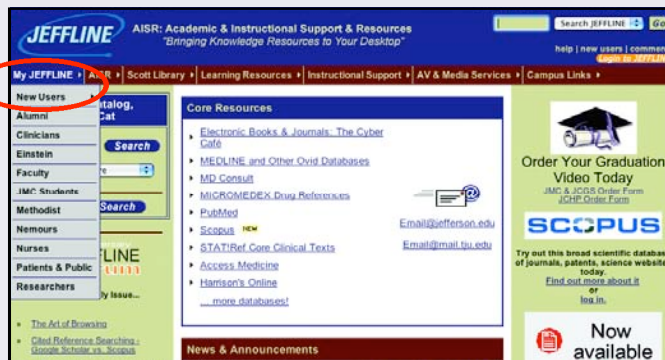 JEFFLINE
AISR: Academic & Instructional Support & Resources
"Bringing Knowledge Resources to Your Desktop"
Search JEFFLINE
Go
help | new users | commen
Login to JEFFLINE
My JEFFLINE
AISR
Scott Library
Learning Resources
Instructional Support
AV & Media Services
Campus Links
New Users
Alumni
Clinicians
Einstein
Faculty
JMC Students
Methodist
Nemours
Nurses
Patients & Public
Researchers
atalog,
Cat
Search
Search
FLINE
ly Issue...
The Art of Browsing
Cited Reference Searching -
Google Scholar vs. Scopus
Core Resources
Electronic Books & Journals: The Cyber
Café
MEDLINE and Other Ovid Databases
MD Consult
MICROMEDEX Drug References
PubMed
Scopus NEW
STAT!Ref Core Clinical Texts
Access Medicine
Harrison's Online
... more databases!
Email@jefferson.edu
Email@mail.tju.edu
News & Announcements
Order Your Graduation
Video Today
JMC & JCGS Order Form
JCHP Order Form
SCOPUS
Try out this broad scientific databas
of journals, patents, science website
today.
Find out more about it
or
log in.
Now
available